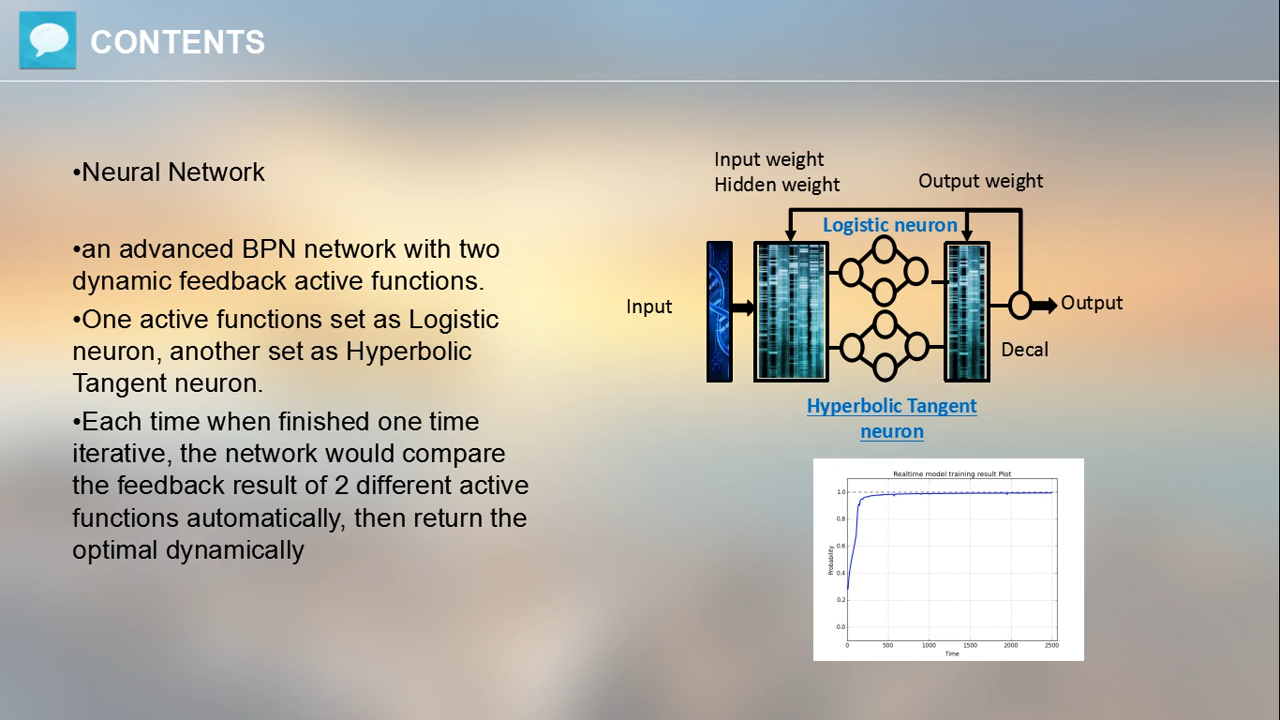 CONTENTS
•Neural Network
•an advanced BPN network with two
dynamic feedback active functions.
•One active functions set as Logistic
neuron, another set as Hyperbolic
Tangent neuron.
•Each time when finished one time
iterative, the network would compare
the feedback result of 2 different active
functions automatically, then return the
optimal dynamically
Input weight
Hidden weight
Output weight
Logistic neuron
Input
Output
Decal
Hyperbolic Tangent
neuron
Realtime model training result Plot
1.0
0.8
0.6
0.4
0.2
0.0
Probability
0 500 1000 1500 2000 2500
Time